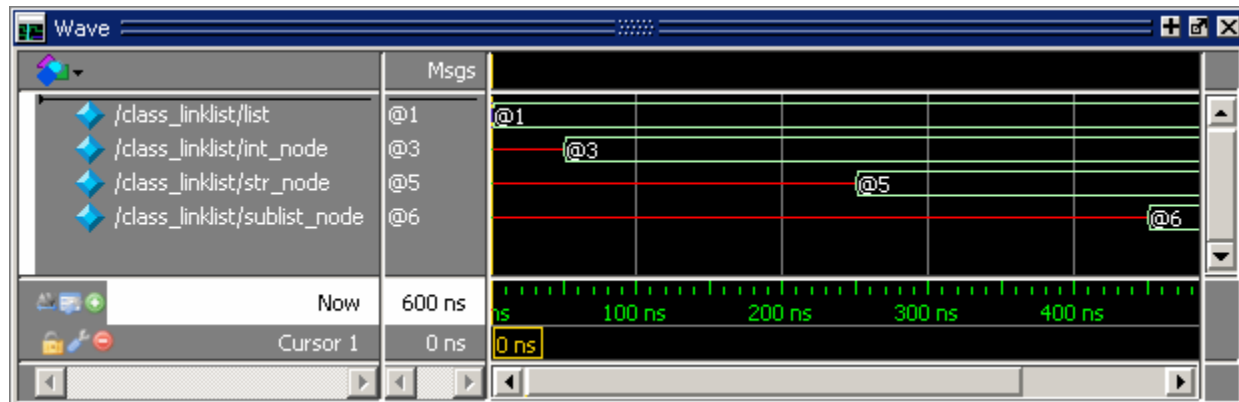 Wave
Msgs
/class_linklist/list @1 @1
/class_linklist/int_node @3 @3
/class_linklist/str_node @5 @5
/class_linklist/sublist_node @6 @6
Now 600 ns ns 100 ns 200 ns 300 ns 400 ns
Cursor 1 0 ns 0 ns